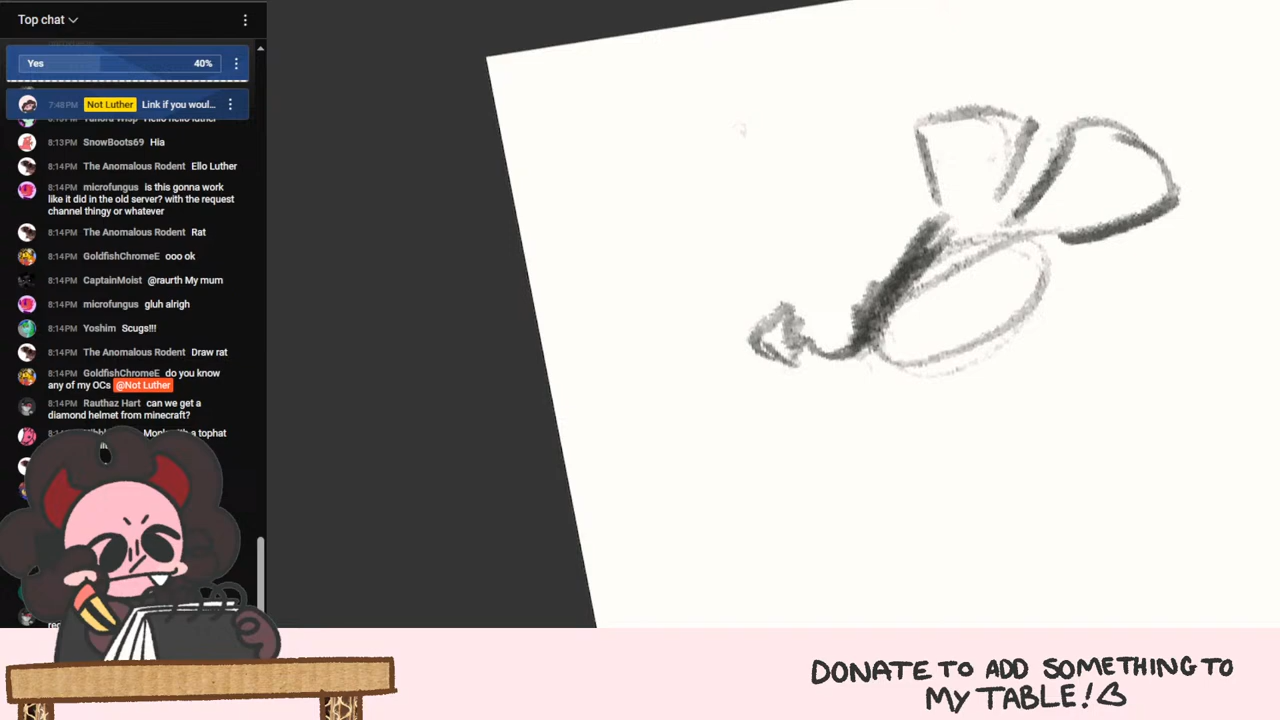 Top chat
Yes 40%
7:48 PM Not Luther Link if you woul...
8:13 PM SnowBoots69 Hia
8:14 PM The Anomalous Rodent Ello Luther
8:14 PM microfungus is this gonna work
like it did in the old server? with the request
channel thingy or whatever
8:14 PM The Anomalous Rodent Rat
8:14 PM GoldfishChromeE oooo ok
8:14 PM CaptainMoist @raurth My mum
8:14 PM microfungus gluh alrigh
8:14 PM Yoshim Scugs!!!
8:14 PM The Anomalous Rodent Draw rat
8:14 PM GoldfishChromeE do you know
any of my OCs @Not Luther
8:14 PM Rauthaz Hart can we get a
diamond helmet from minecraft?
a tophat
DONATE TO ADD SOMETHING TO
MY TABLE!